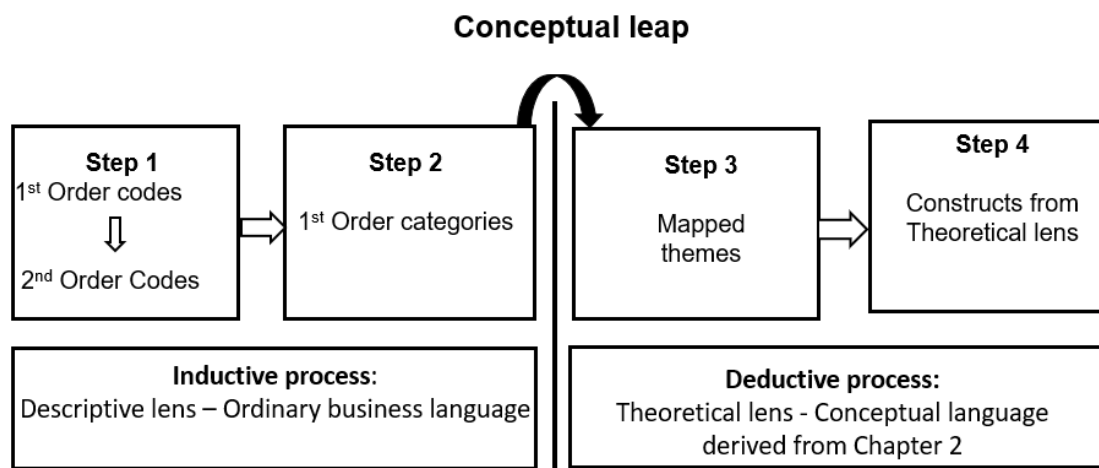 Conceptual leap
Step 1
1st Order codes
2nd Order Codes
Step 2
1st Order categories
Step 3
Mapped
themes
Step 4
Constructs from
Theoretical lens
Inductive process:
Descriptive lens – Ordinary business language
Deductive process:
Theoretical lens - Conceptual language
derived from Chapter 2